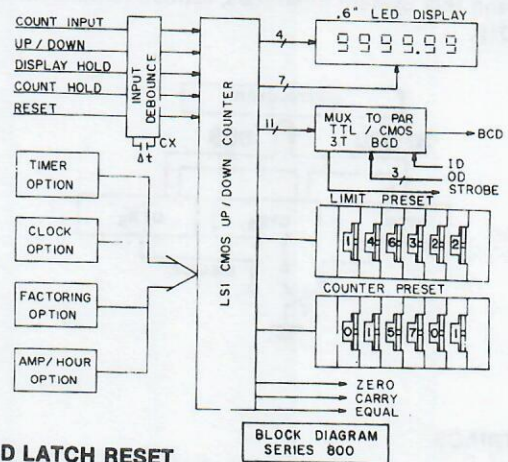 COUNT INPUT
UP / DOWN
DISPLAY HOLD
COUNT HOLD
RESET
INPUT
DEBOUNCE
CX
Δt
TIMER
OPTION
CLOCK
OPTION
FACTORING
OPTION
AMP/HOUR
OPTION
LSI CMOS UP/DOWN COUNTER
4
7
11
.6" LED DISPLAY
999.999
MUX TO PAR
TTL / CMOS
3T BCD
BCD
ID
3
OD
STROBE
LIMIT PRESET
1 4 6 3 2 2
COUNTER PRESET
0 1 5 7 0 1
ZERO
CARRY
EQUAL
BLOCK DIAGRAM
SERIES 800
D LATCH RESET